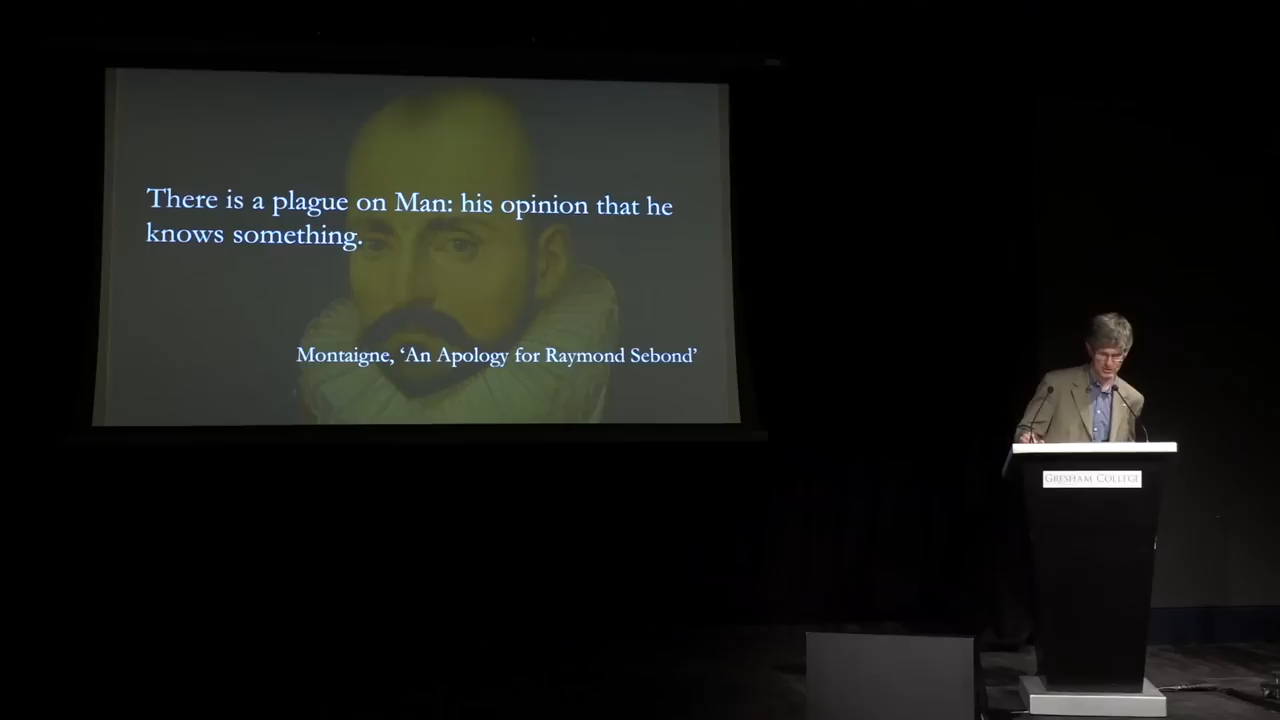 There is a plague on Man: his opinion that he
knows something.
Montaigne, ‘An Apology for Raymond Sebond’
GRESHAM COLLEGE